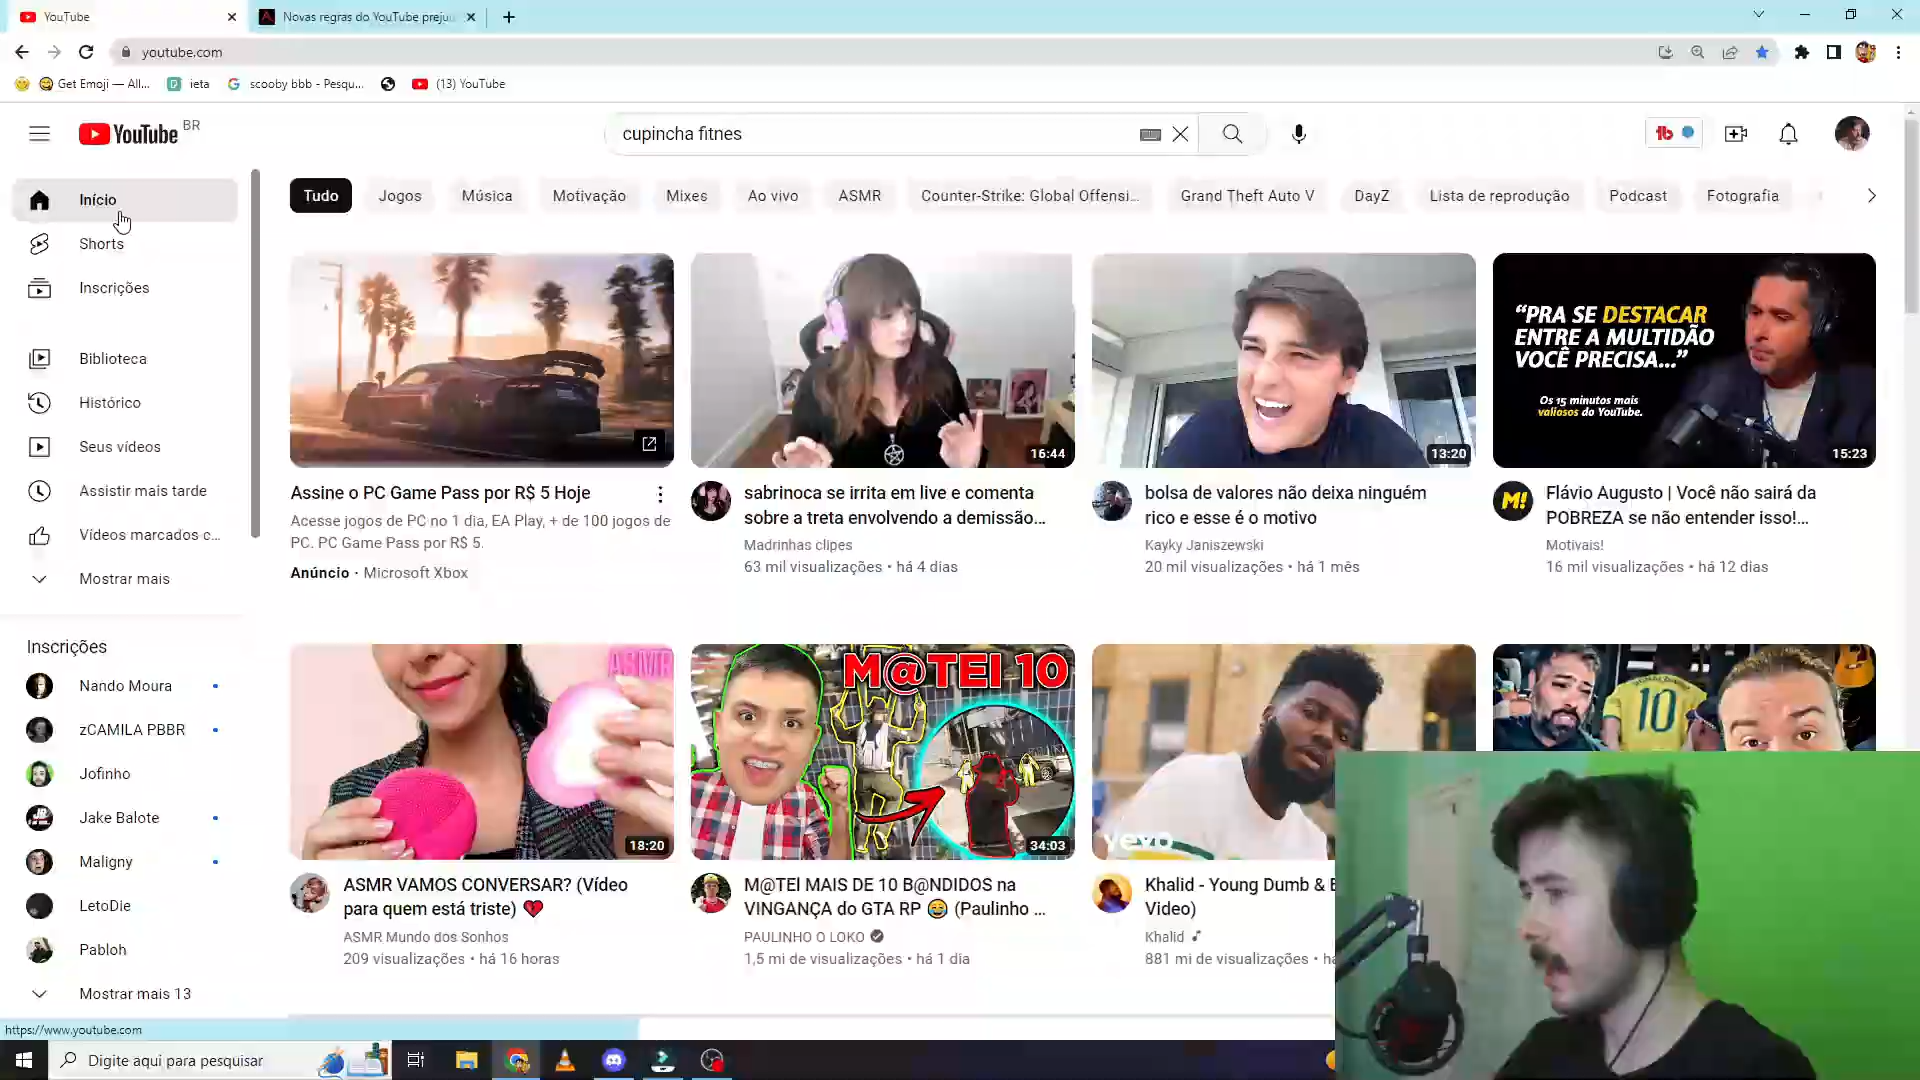 YouTube
Novas regras do YouTube preju
youtube.com
Get Emoji — All...
ieta
scooby bbb - Pesqu...
(13) YouTube
YouTube BR
cupincha fitnes
Início
Shorts
Inscrições
Biblioteca
Histórico
Seus vídeos
Assistir mais tarde
Vídeos marcados c...
Mostrar mais
Inscrições
Nando Moura
zCAMILA PBBR
Jofinho
Jake Balote
Maligny
LetoDie
Pabloh
Mostrar mais 13
Tudo
Jogos
Música
Motivação
Mixes
Ao vivo
ASMR
Counter-Strike: Global Offensi...
Grand Theft Auto V
DayZ
Lista de reprodução
Podcast
Fotografia
Assine o PC Game Pass por R$ 5 Hoje
Acesse jogos de PC no 1 dia, EA Play, + de 100 jogos de
PC. PC Game Pass por R$ 5.
Anúncio · Microsoft Xbox
16:44
sabrinoca se irrita em live e comenta
sobre a treta envolvendo a demissão...
Madrinhas clipes
63 mil visualizações • há 4 dias
13:20
bolsa de valores não deixa ninguém
rico e esse é o motivo
Kayky Janiszewski
20 mil visualizações • há 1 mês
“PRA SE DESTACAR
ENTRE A MULTIDÃO
VOCÊ PRECISA...”
Os 15 minutos mais
valiosos do YouTube.
15:23
M!
Flávio Augusto | Você não sairá da
POBREZA se não entender isso!...
Motivais!
16 mil visualizações • há 12 dias
ASMR
18:20
ASMR VAMOS CONVERSAR? (Vídeo
para quem está triste) 💔
ASMR Mundo dos Sonhos
209 visualizações • há 16 horas
M@TEI 10
34:03
M@TEI MAIS DE 10 B@NDIDOS na
VINGANÇA do GTA RP 😂 (Paulinho ...
PAULINHO O LOKO
1,5 mi de visualizações • há 1 dia
vevo
Khalid - Young Dumb & B
Video)
Khalid
881 mi de visualizações • há
10
https://www.youtube.com
Digite aqui para pesquisar